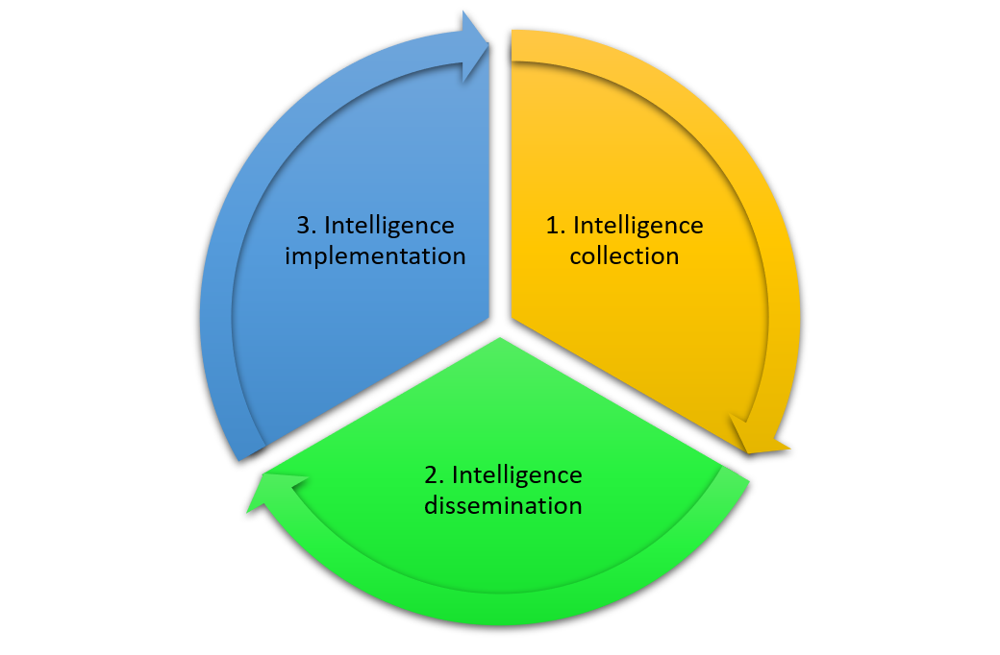 1. Intelligence
collection
2. Intelligence
dissemination
3. Intelligence
implementation